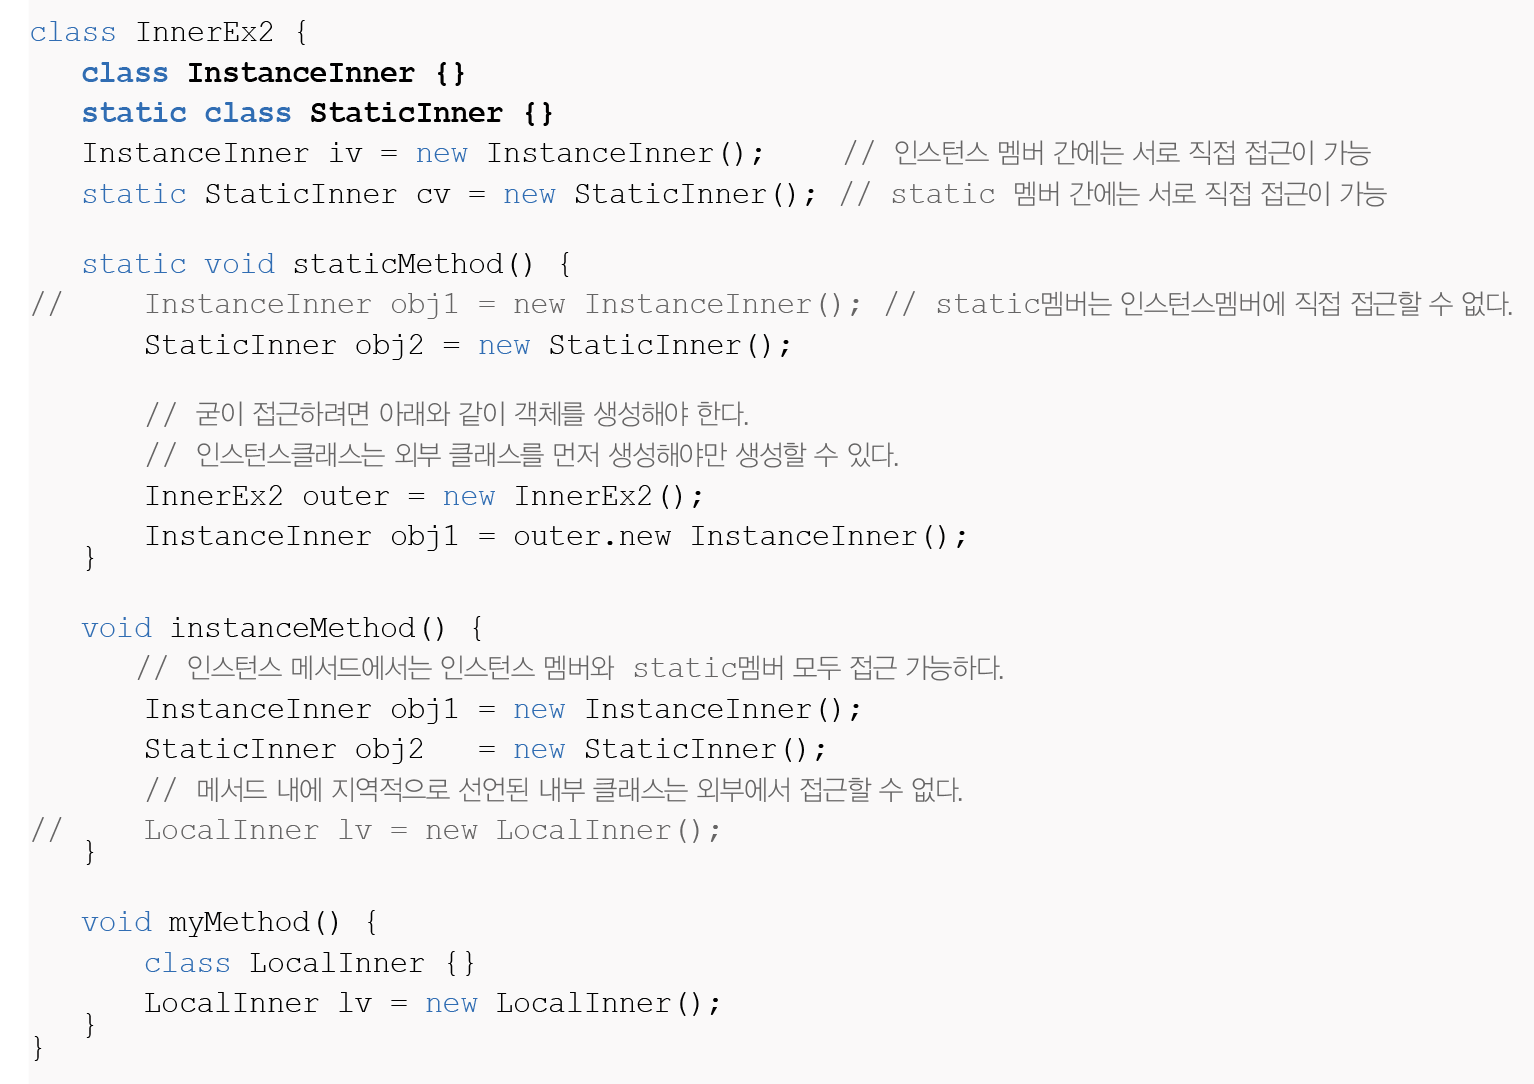 class InnerEx2 {
   class InstanceInner {}
   static class StaticInner {}
   InstanceInner iv = new InstanceInner();     // 인스턴스 멤버 간에는 서로 직접 접근이 가능
   static StaticInner cv = new StaticInner(); // static 멤버 간에는 서로 직접 접근이 가능

   static void staticMethod() {
//     InstanceInner obj1 = new InstanceInner(); // static멤버는 인스턴스멤버에 직접 접근할 수 없다.
       StaticInner obj2 = new StaticInner();

       // 굳이 접근하려면 아래와 같이 객체를 생성해야 한다.
       // 인스턴스클래스는 외부 클래스를 먼저 생성해야만 생성할 수 있다.
       InnerEx2 outer = new InnerEx2();
       InstanceInner obj1 = outer.new InstanceInner();
   }

   void instanceMethod() {
      // 인스턴스 메서드에서는 인스턴스 멤버와 static멤버 모두 접근 가능하다.
       InstanceInner obj1 = new InstanceInner();
       StaticInner obj2   = new StaticInner();
       // 메서드 내에 지역적으로 선언된 내부 클래스는 외부에서 접근할 수 없다.
//     LocalInner lv = new LocalInner();
   }

   void myMethod() {
       class LocalInner {}
       LocalInner lv = new LocalInner();
   }
}